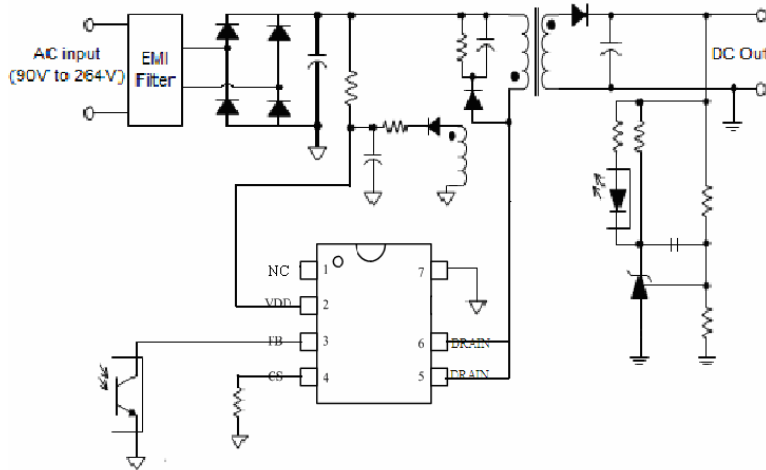 AC input
(90V to 264V)
EMI
Filter
DC Out
NC
1
7
VDD
2
FB
3
6
DRAIN
CS
4
5
DRAIN